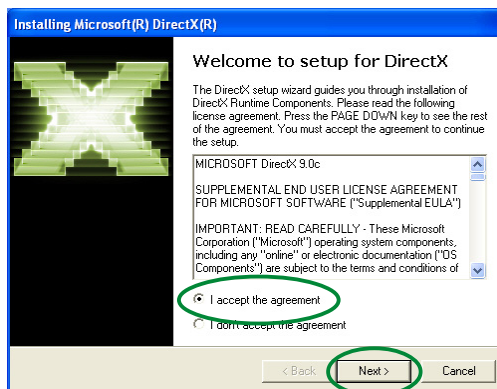 Installing Microsoft(R) DirectX(R)
Welcome to setup for DirectX
The DirectX setup wizard guides you through installation of
DirectX Runtime Components. Please read the following
license agreement. Press the PAGE DOWN key to see the rest
of the agreement. You must accept the agreement to continue
the setup.
MICROSOFT DirectX 9.0c
SUPPLEMENTAL END USER LICENSE AGREEMENT
FOR MICROSOFT SOFTWARE ("Supplemental EULA")
IMPORTANT: READ CAREFULLY - These Microsoft
Corporation ("Microsoft") operating system components,
including any "online" or electronic documentation ("OS
Components") are subject to the terms and conditions of
I accept the agreement
I don't accept the agreement
< Back
Next >
Cancel